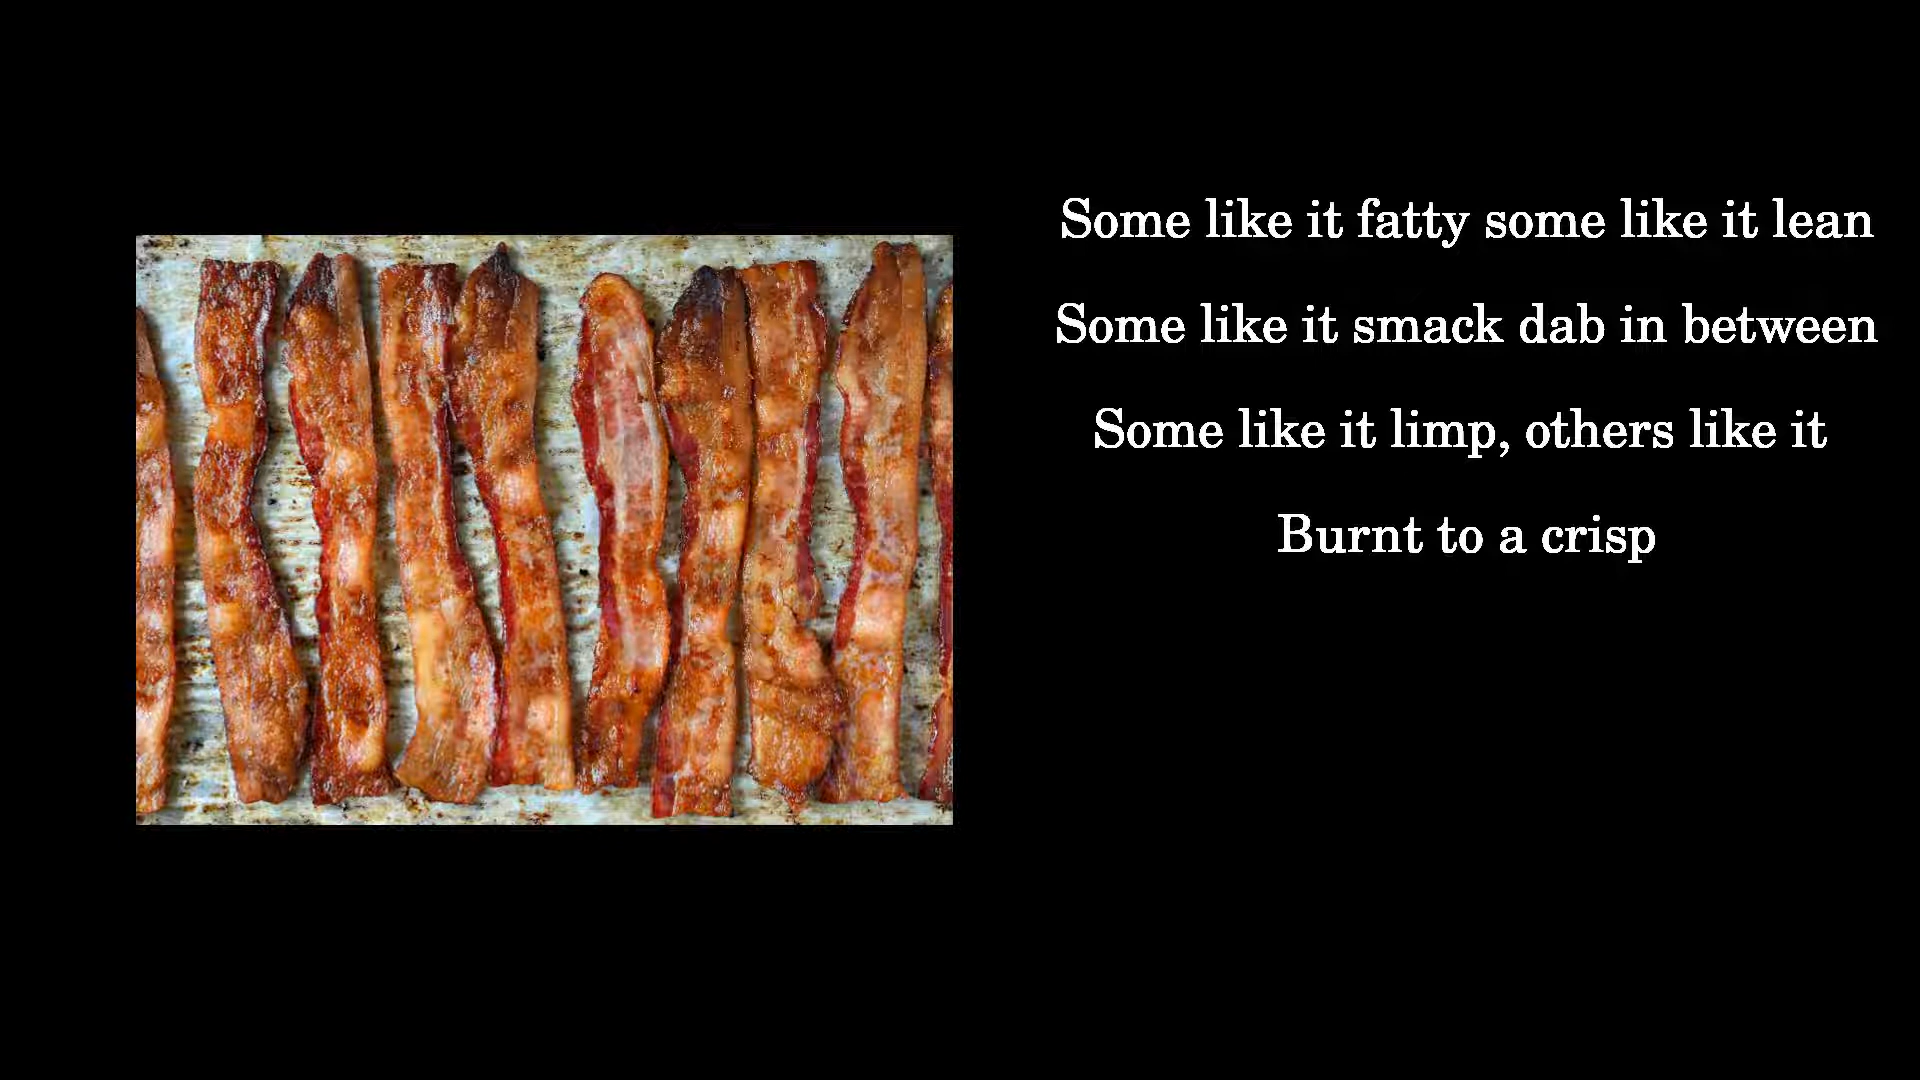 Some like it fatty some like it lean
Some like it smack dab in between
Some like it limp, others like it
Burnt to a crisp